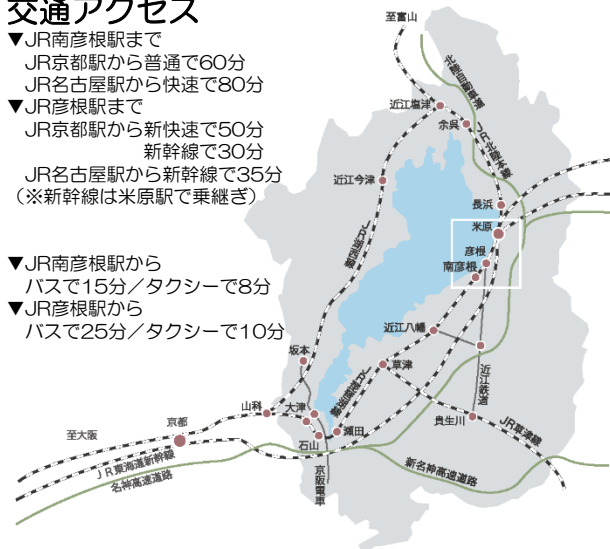 交通アクセス
▼JR南彦根駅まで
JR京都駅から普通で60分
JR名古屋駅から快速で80分
▼JR彦根駅まで
JR京都駅から新快速で50分
新幹線で30分
JR名古屋駅から新幹線で35分
（※新幹線は米原駅で乗継ぎ）
▼JR南彦根駅から
バスで15分／タクシーで8分
▼JR彦根駅から
バスで25分／タクシーで10分
至富山
北陸自動車道
近江塩津
余呉
JR北陸本線
近江今津
長浜
米原
JR湖西線
彦根
南彦根
近江八幡
坂本
草津
JR琵琶湖線
近江鉄道
山科
大津
京都
貴生川
JR草津線
至大阪
石山
瀬田
JR東海道新幹線
名神高速道路
京阪電車
新名神高速道路